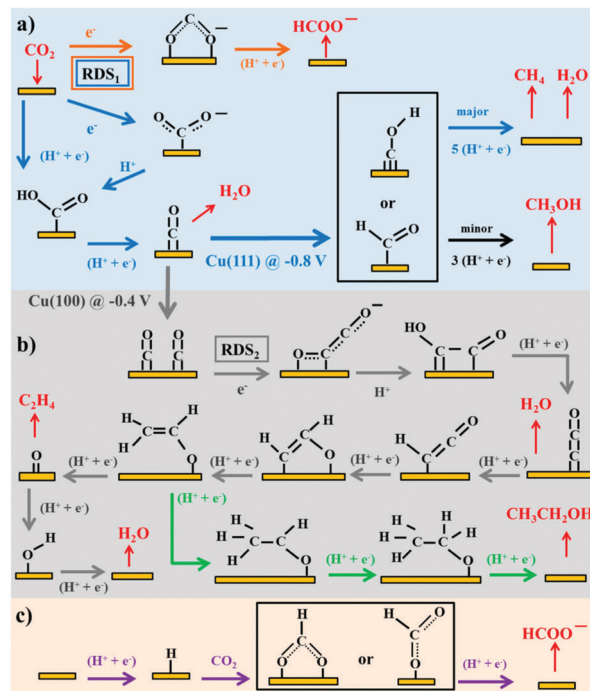 a)
CO₂
e⁻
RDS₁
C
O O −
(H⁺ + e⁻)
HCOO⁻
e⁻
(H⁺ + e⁻)
O O −
C
H⁺
HO O
C
(H⁺ + e⁻)
O
C
H₂O
Cu(111) @ -0.8 V
H
O
C
or
H O
C
major
5 (H⁺ + e⁻)
CH₄ H₂O
minor
3 (H⁺ + e⁻)
CH₃OH
Cu(100) @ -0.4 V
b)
O O
C C
RDS₂
e⁻
O −
C
O C
H⁺
HO O
C C
(H⁺ + e⁻)
O
C
C
H₂O
(H⁺ + e⁻)
O
C
H C
(H⁺ + e⁻)
H
C
H C O
(H⁺ + e⁻)
H H
C C
H O
(H⁺ + e⁻)
C₂H₄
O
(H⁺ + e⁻)
H
O
(H⁺ + e⁻)
H₂O
(H⁺ + e⁻)
H H
H C C
H O
(H⁺ + e⁻)
H H H
H C C
H O
(H⁺ + e⁻)
CH₃CH₂OH
c)
(H⁺ + e⁻)
H
CO₂
H
C
O O
or
H O
C
O
(H⁺ + e⁻)
HCOO⁻